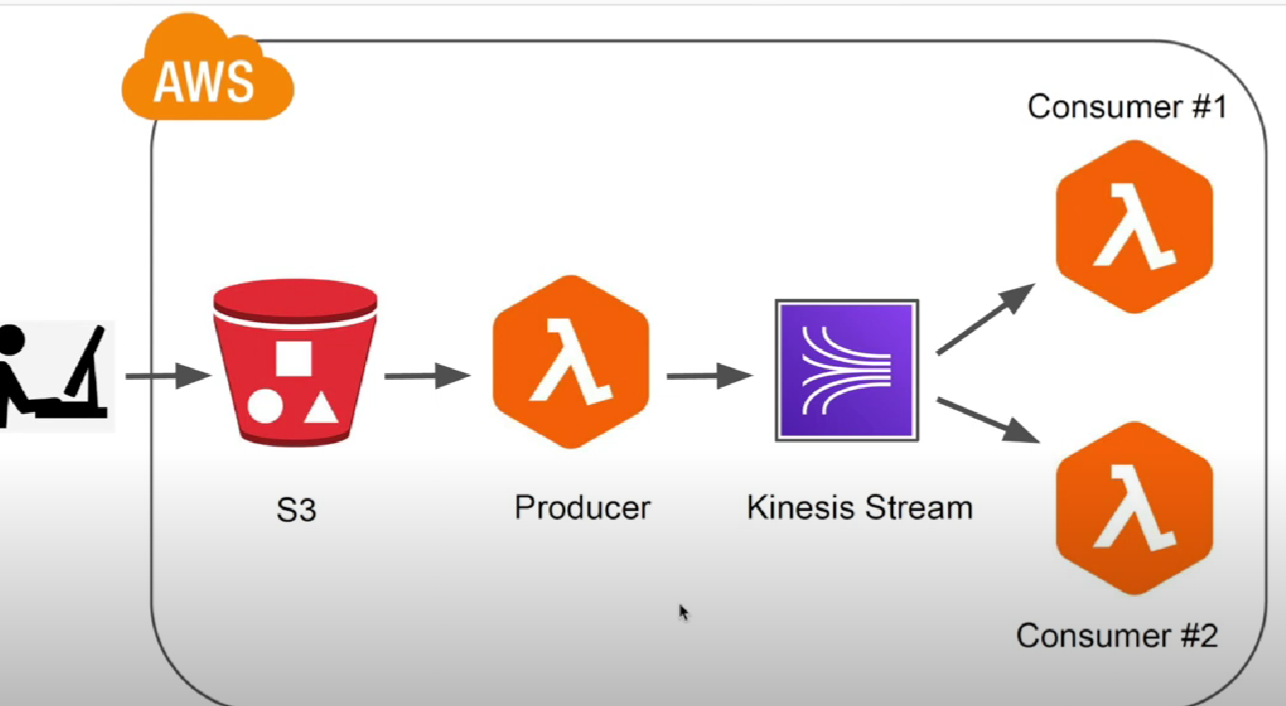 AWS
Consumer #1
S3
Producer
Kinesis Stream
Consumer #2